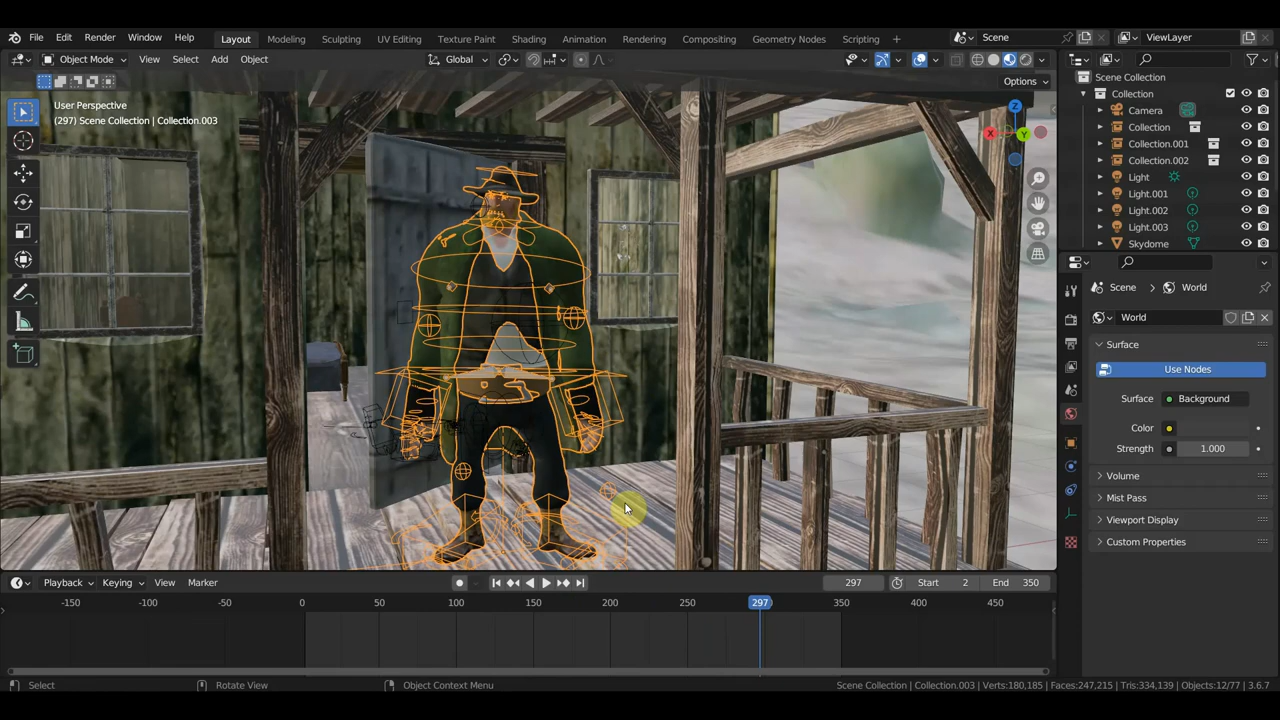 File Edit Render Window Help Layout Modeling Sculpting UV Editing Texture Paint Shading Animation Rendering Compositing Geometry Nodes Scripting + Scene ViewLayer
Object Mode View Select Add Object Global
Options
User Perspective
(297) Scene Collection | Collection.003
Z
X
Y
Scene Collection
Collection
Camera
Collection
Collection.001
Collection.002
Light
Light.001
Light.002
Light.003
Skydome
Scene > World
World
Surface
Use Nodes
Surface Background
Color
Strength 1.000
Volume
Mist Pass
Viewport Display
Custom Properties
Playback Keying View Marker 297 Start 2 End 350
-150 -100 -50 0 50 100 150 200 250 297 350 400 450
Select Rotate View Object Context Menu Scene Collection | Collection.003 | Verts:180,185 | Faces:247,215 | Tris:334,139 | Objects:12/77 | 3.6.7